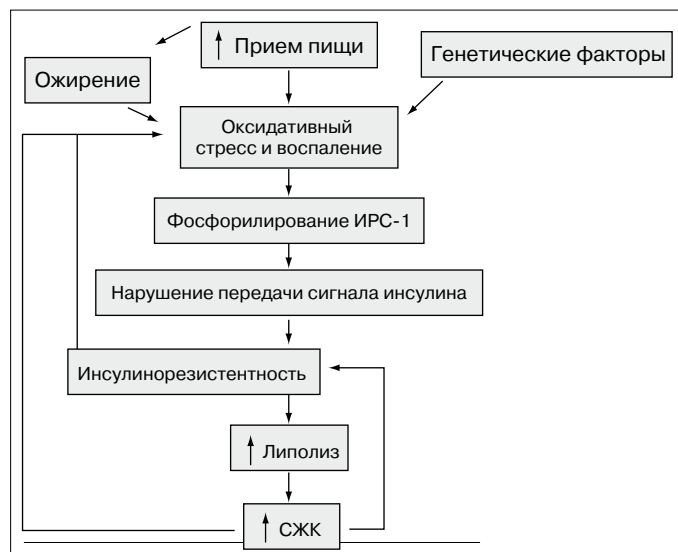 ↑ Прием пищи
Генетические факторы
Ожирение
Оксидативный
стресс и воспаление
Фосфорилирование ИРС-1
Нарушение передачи сигнала инсулина
Инсулинорезистентность
↑ Липолиз
↑ СЖК